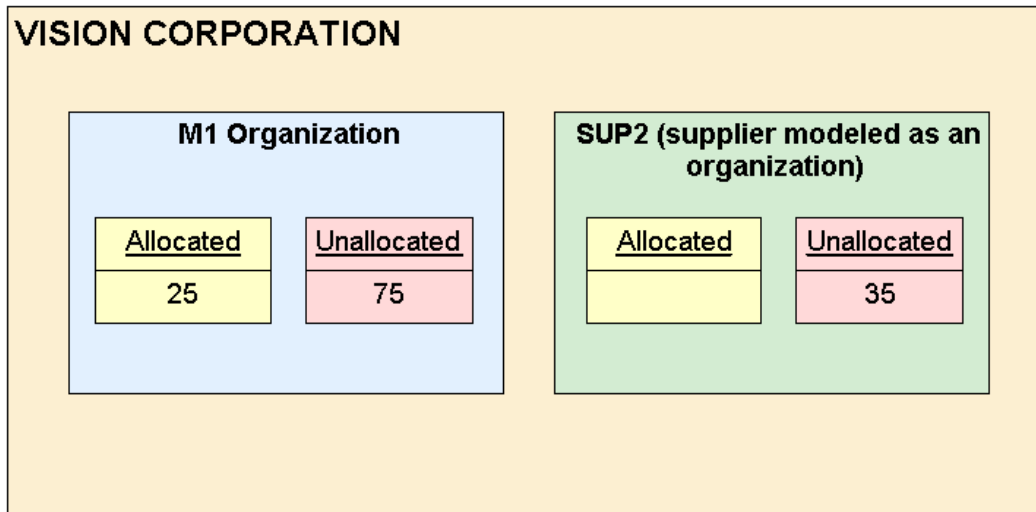 VISION CORPORATION
M1 Organization
SUP2 (supplier modeled as an
organization)
Allocated
Unallocated
Allocated
Unallocated
25
75
35